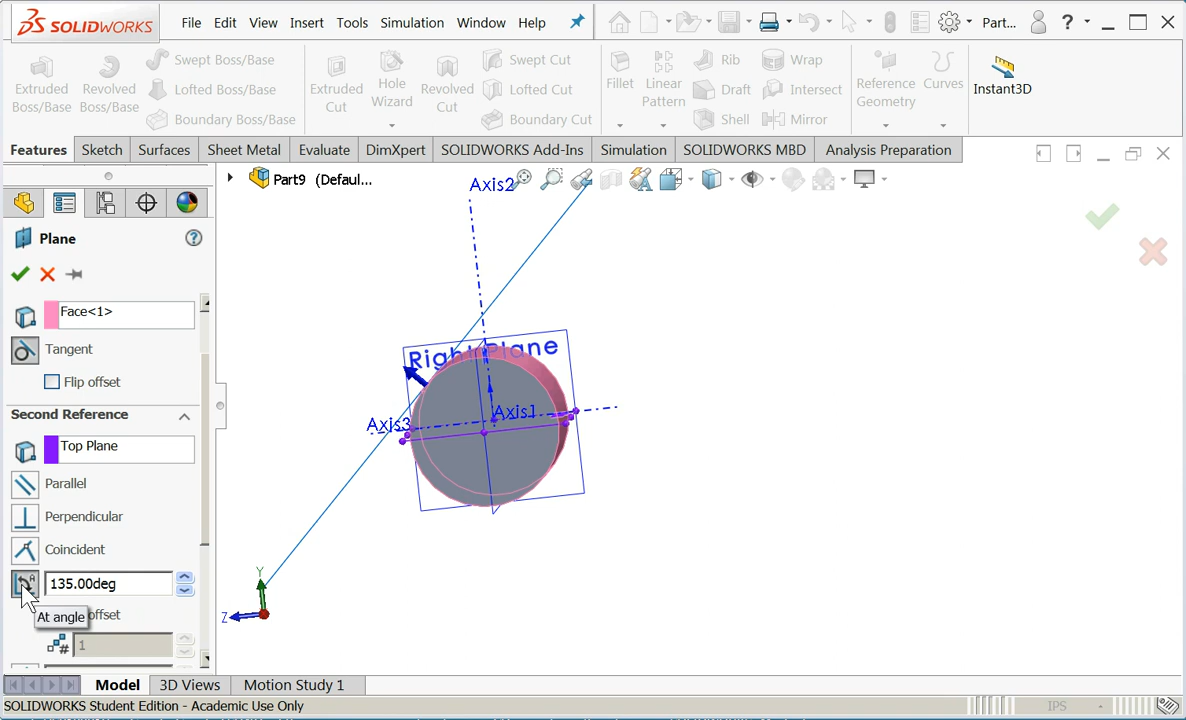 SOLIDWORKS File Edit View Insert Tools Simulation Window Help Part... ?
Extruded Boss/Base
Revolved Boss/Base
Swept Boss/Base
Lofted Boss/Base
Boundary Boss/Base
Extruded Cut
Hole Wizard
Revolved Cut
Swept Cut
Lofted Cut
Boundary Cut
Fillet
Linear Pattern
Rib
Draft
Shell
Wrap
Intersect
Mirror
Reference Geometry
Curves
Instant3D
Features Sketch Surfaces Sheet Metal Evaluate DimXpert SOLIDWORKS Add-Ins Simulation SOLIDWORKS MBD Analysis Preparation
Part9 (Defaul...
Plane ?
Face<1>
Tangent
Flip offset
Second Reference
Top Plane
Parallel
Perpendicular
Coincident
135.00deg
At angle
offset
1
Axis2
Right Plane
Axis1
Axis3
Y
Z
Model 3D Views Motion Study 1
SOLIDWORKS Student Edition - Academic Use Only IPS